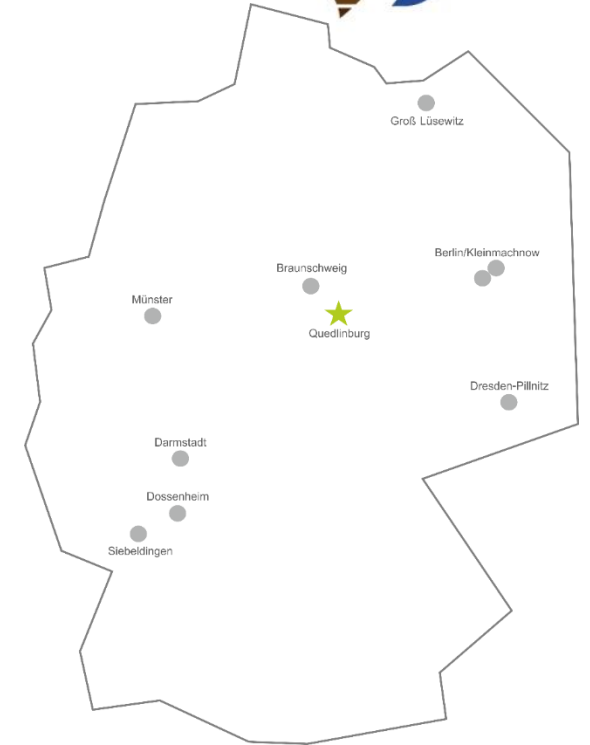 Groß Lüsewitz
Berlin/Kleinmachnow
Braunschweig
Münster
Quedlinburg
Dresden-Pillnitz
Darmstadt
Dossenheim
Siebeldingen